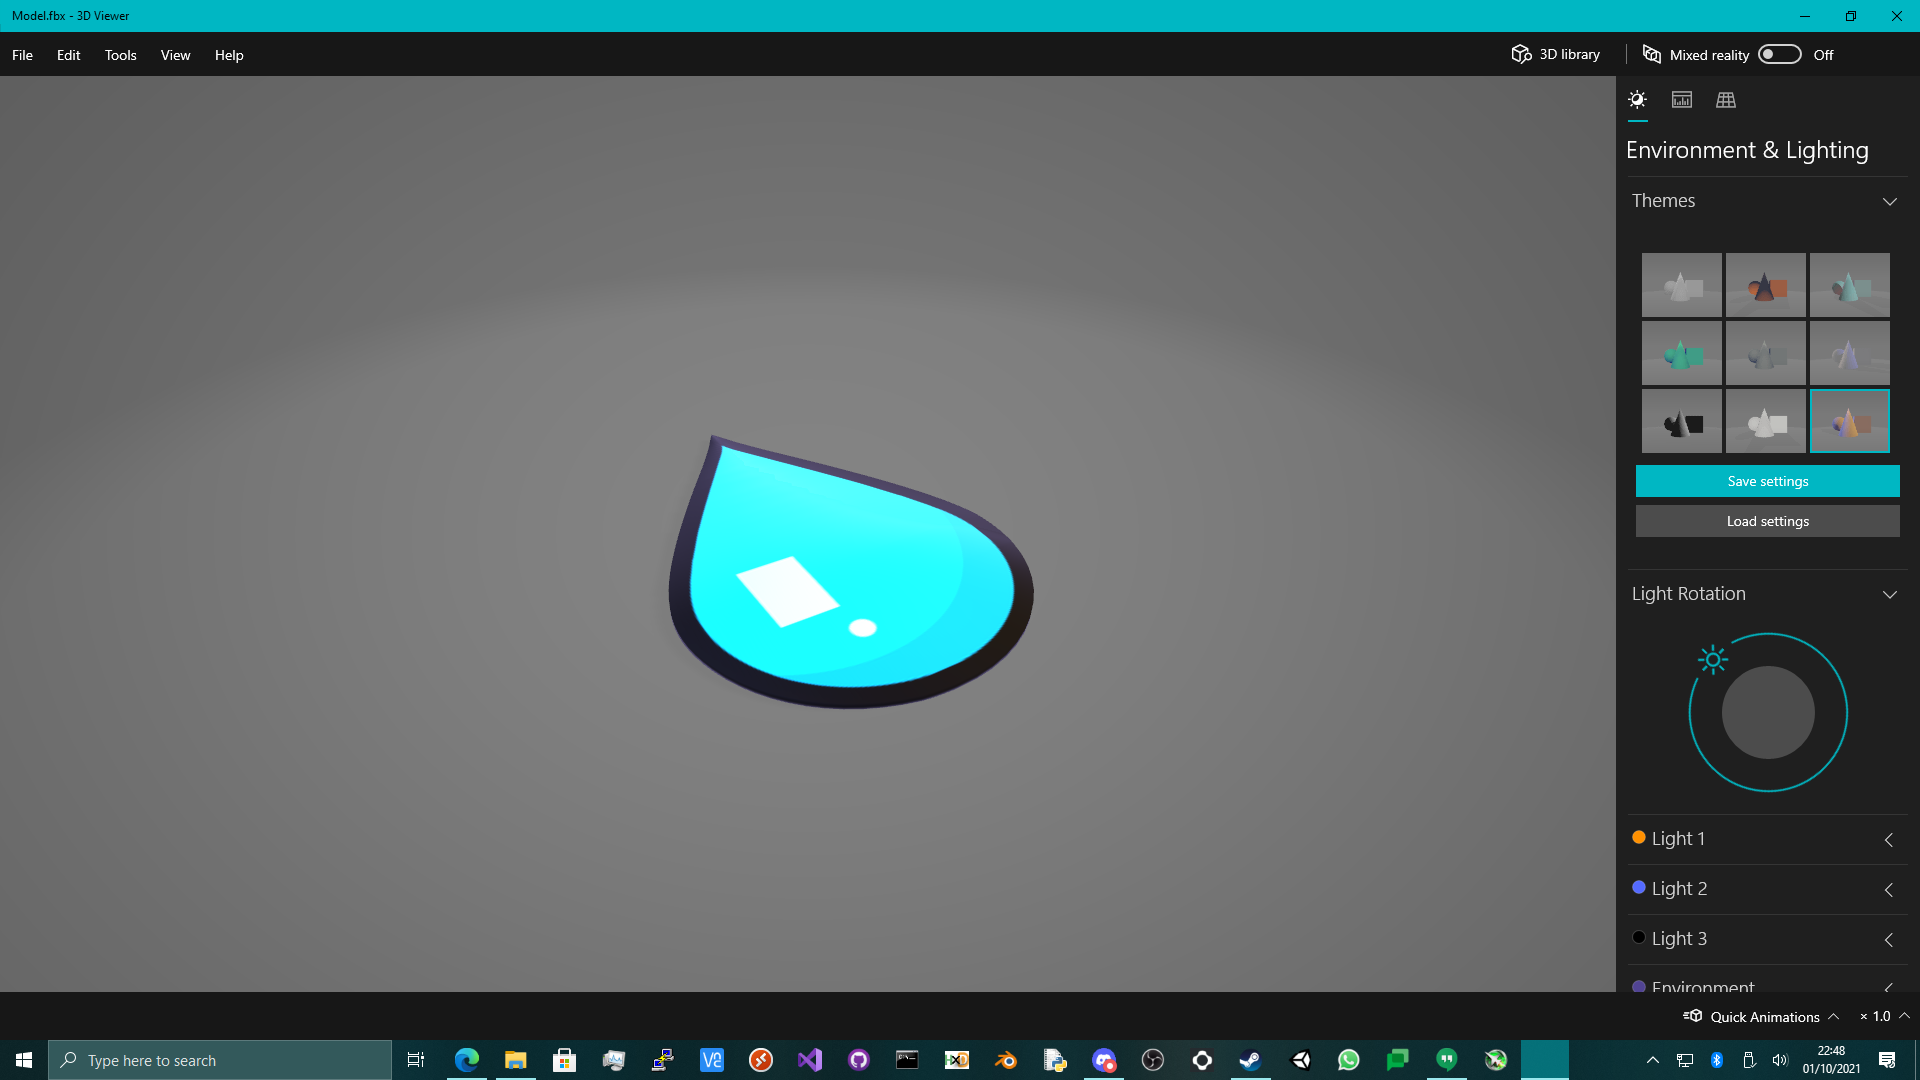 Model.fbx - 3D Viewer
File Edit Tools View Help
3D library
Mixed reality Off
Environment & Lighting
Themes
Save settings
Load settings
Light Rotation
Light 1
Light 2
Light 3
Environment
Quick Animations × 1.0
Type here to search
22:48
01/10/2021